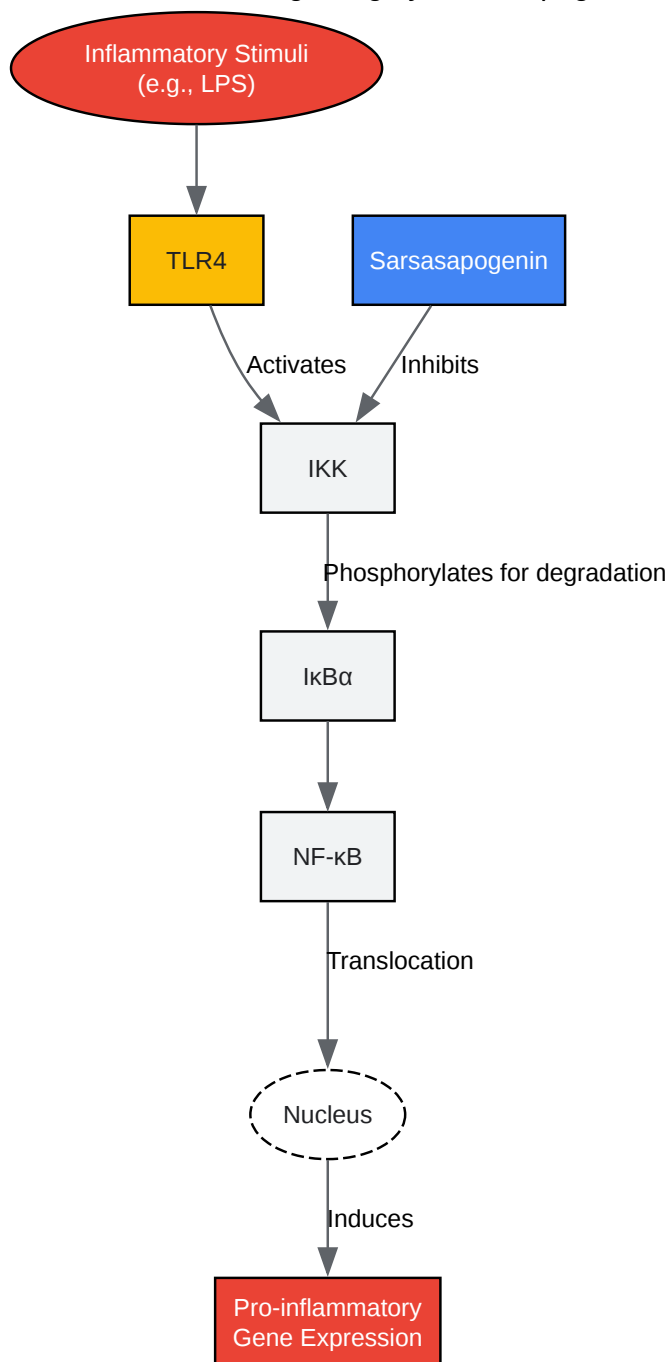 Inflammatory Stimuli
(e.g., LPS)
TLR4
Sarsasapogenin
Activates
Inhibits
IKK
Phosphorylates for degradation
IκBα
NF-κB
Translocation
Nucleus
Induces
Pro-inflammatory
Gene Expression